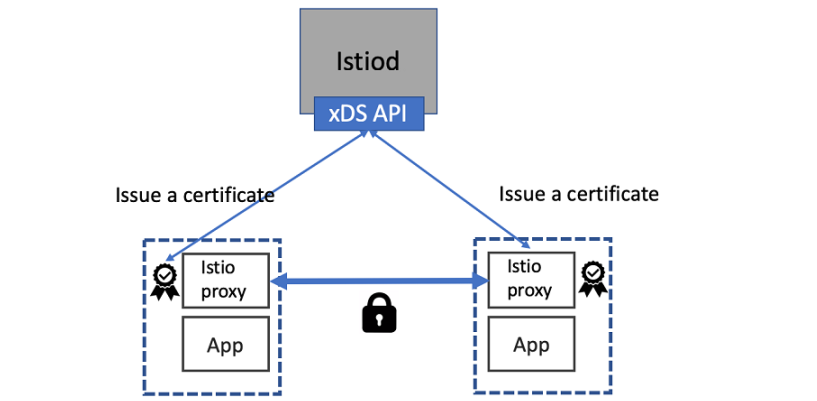 Istiod
xDS API
Issue a certificate
Issue a certificate
Istio
proxy
App
Istio
proxy
App